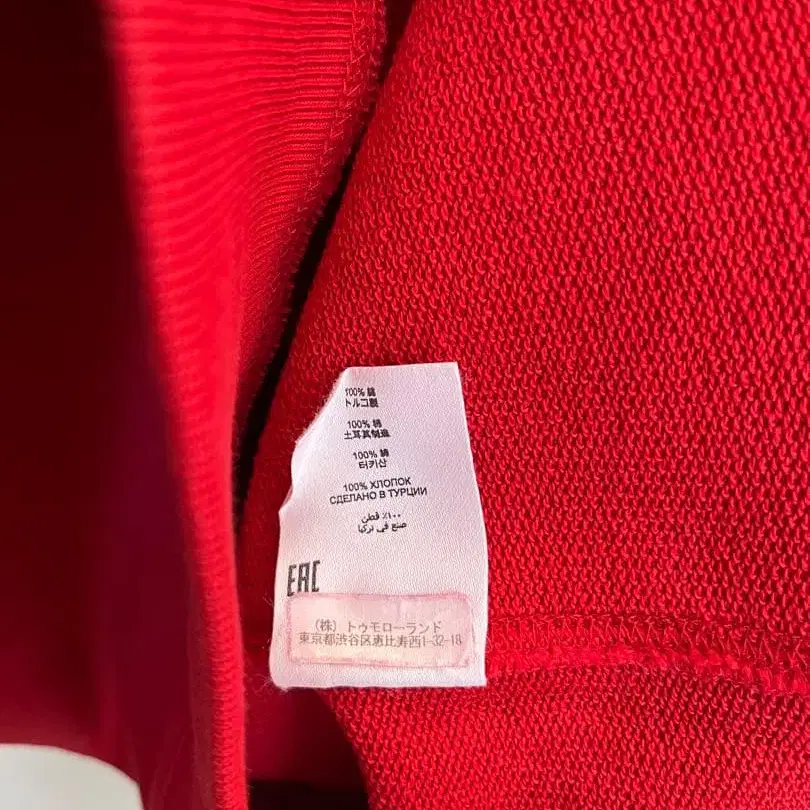 100% 綿
トルコ製
100% 棉
土耳其制造
100% 綿
터키산
100% ХЛОПОК
СДЕЛАНО В ТУРЦИИ
١٠٠٪ قطن
صنع في تركيا
EAC
（株）トゥモローランド
東京都渋谷区恵比寿西1-32-18